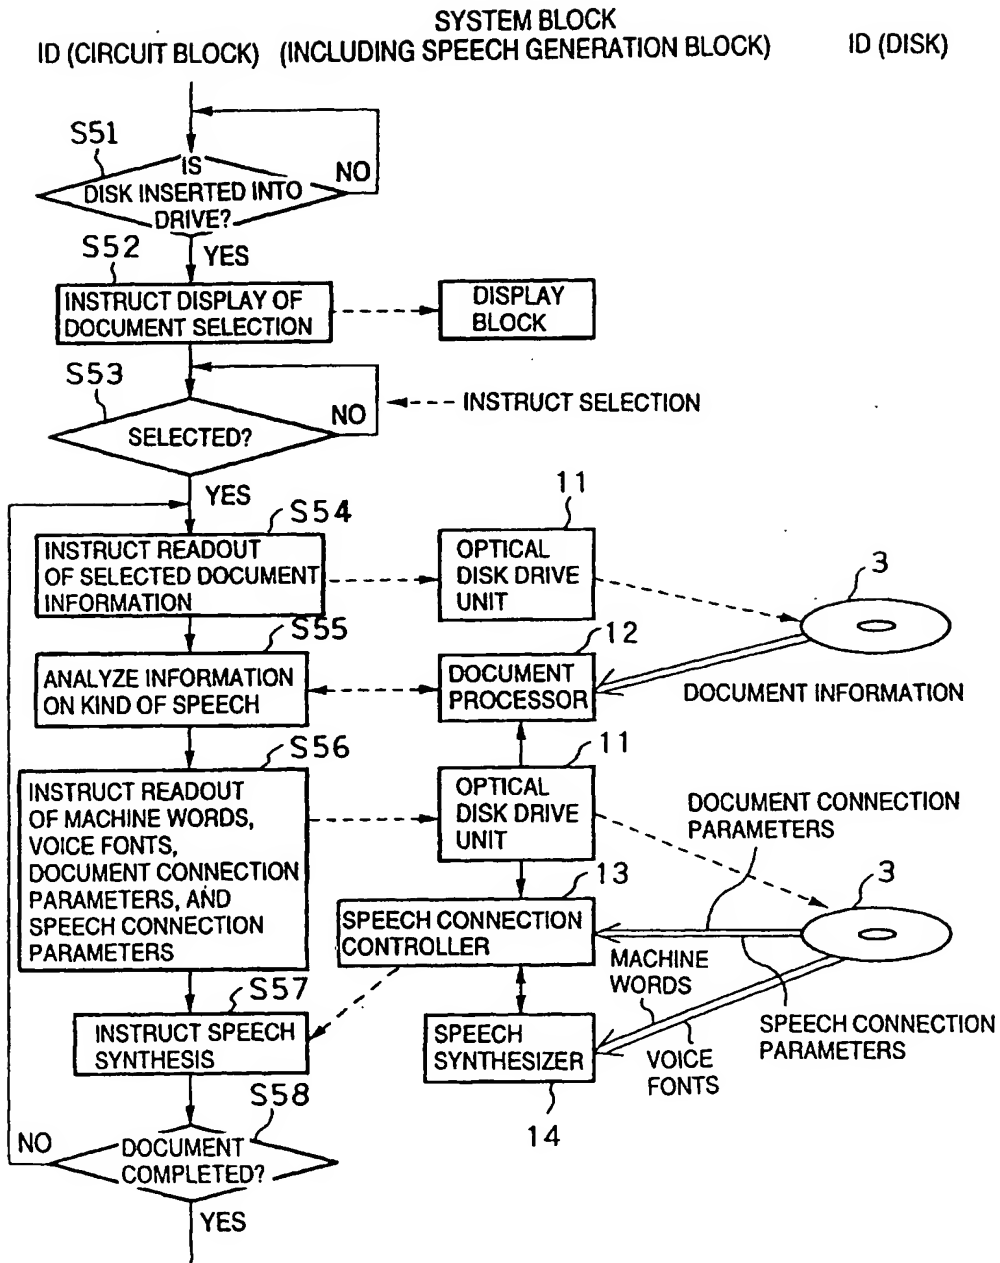 SYSTEM BLOCK
ID (CIRCUIT BLOCK) (INCLUDING SPEECH GENERATION BLOCK) ID (DISK)
S51
IS
DISK INSERTED INTO
DRIVE?
NO
YES
S52
INSTRUCT DISPLAY OF
DOCUMENT SELECTION
DISPLAY
BLOCK
S53
SELECTED?
NO
INSTRUCT SELECTION
YES
S54
INSTRUCT READOUT
OF SELECTED DOCUMENT
INFORMATION
11
OPTICAL
DISK DRIVE
UNIT
3
S55
ANALYZE INFORMATION
ON KIND OF SPEECH
12
DOCUMENT
PROCESSOR
DOCUMENT INFORMATION
S56
INSTRUCT READOUT
OF MACHINE WORDS,
VOICE FONTS,
DOCUMENT CONNECTION
PARAMETERS, AND
SPEECH CONNECTION
PARAMETERS
11
OPTICAL
DISK DRIVE
UNIT
DOCUMENT CONNECTION
PARAMETERS
3
13
SPEECH CONNECTION
CONTROLLER
MACHINE
WORDS
SPEECH CONNECTION
PARAMETERS
VOICE
FONTS
S57
INSTRUCT SPEECH
SYNTHESIS
SPEECH
SYNTHESIZER
14
S58
DOCUMENT
COMPLETED?
NO
YES